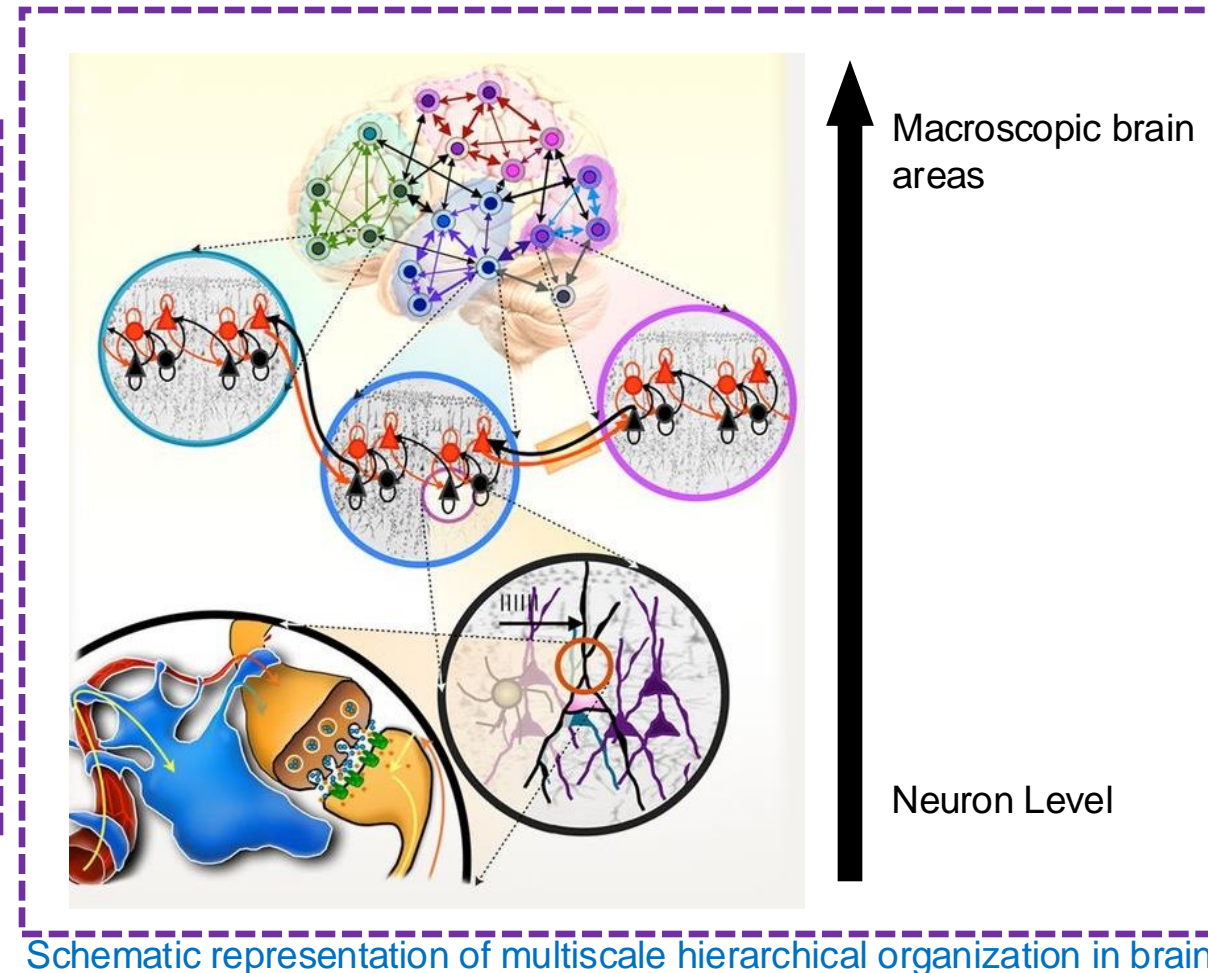 Macroscopic brain
areas
Neuron Level
Schematic representation of multiscale hierarchical organization in brain